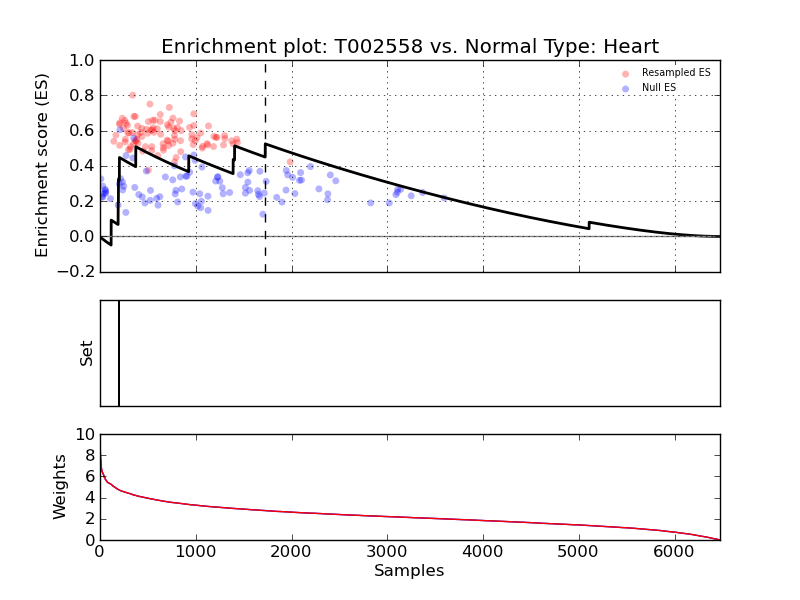 Enrichment plot: T002558 vs. Normal Type: Heart
Enrichment score (ES)
1.0
0.8
0.6
0.4
0.2
0.0
−0.2
Resampled ES
Null ES
Set
Weights
10
8
6
4
2
0
0 1000 2000 3000 4000 5000 6000
Samples